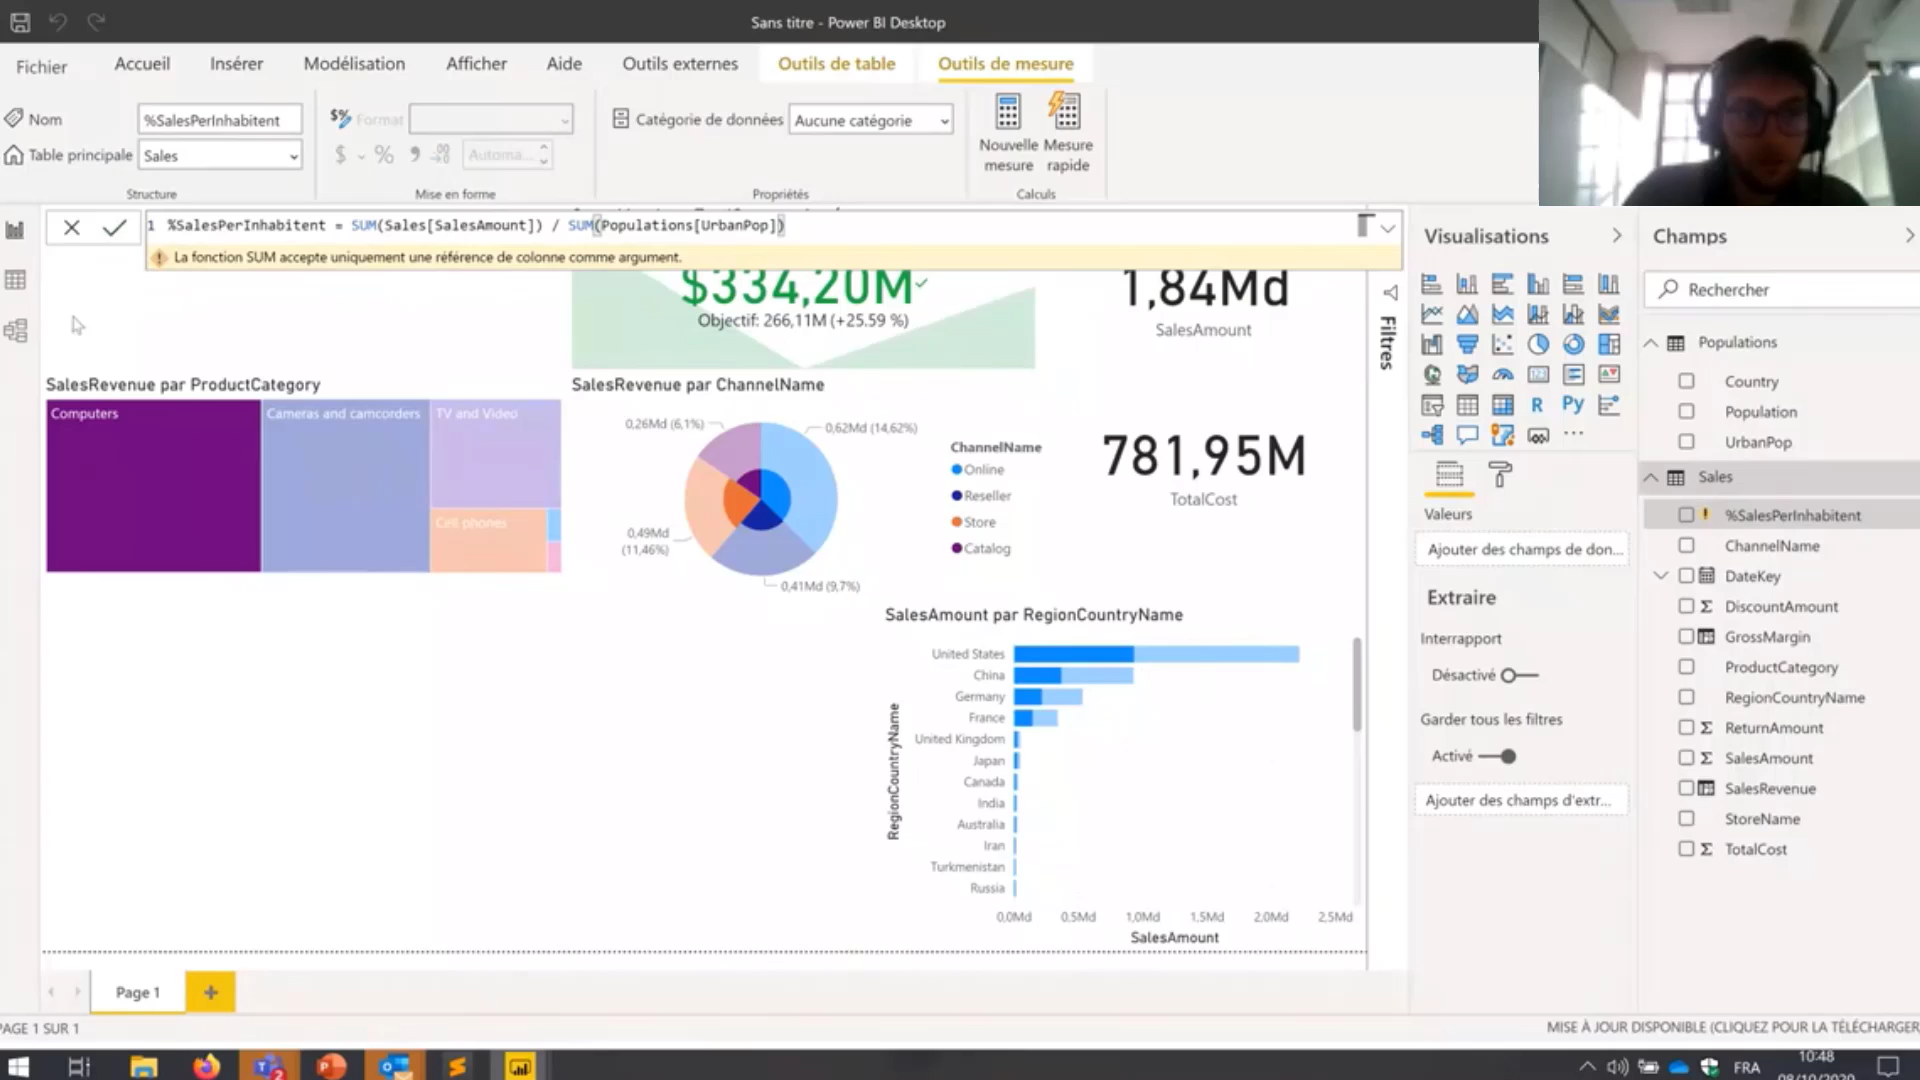 Sans titre - Power BI Desktop
Fichier
Accueil
Insérer
Modélisation
Afficher
Aide
Outils externes
Outils de table
Outils de mesure
Nom
%SalesPerInhabitent
Table principale
Sales
Structure
Format
$ % 9
Automa...
Mise en forme
Catégorie de données
Aucune catégorie
Propriétés
Nouvelle mesure
Mesure rapide
Calculs
1 %SalesPerInhabitent = SUM(Sales[SalesAmount]) / SUM(Populations[UrbanPop])
La fonction SUM accepte uniquement une référence de colonne comme argument.
$334,20M
Objectif: 266,11M (+25.59 %)
1,84Md
SalesAmount
SalesRevenue par ProductCategory
Computers
Cameras and camcorders
TV and Video
Cell phones
SalesRevenue par ChannelName
0,26Md (6,1%)
0,62Md (14,62%)
0,49Md
(11,46%)
0,41Md (9,7%)
ChannelName
Online
Reseller
Store
Catalog
781,95M
TotalCost
SalesAmount par RegionCountryName
RegionCountryName
United States
China
Germany
France
United Kingdom
Japan
Canada
India
Australia
Iran
Turkmenistan
Russia
0,0Md 0,5Md 1,0Md 1,5Md 2,0Md 2,5Md
SalesAmount
Filtres
Visualisations
R
Py
Valeurs
Ajouter des champs de don...
Extraire
Interrapport
Désactivé
Garder tous les filtres
Activé
Ajouter des champs d'extr...
Champs
Rechercher
Populations
Country
Population
UrbanPop
Sales
%SalesPerInhabitent
ChannelName
DateKey
DiscountAmount
GrossMargin
ProductCategory
RegionCountryName
ReturnAmount
SalesAmount
SalesRevenue
StoreName
TotalCost
Page 1
PAGE 1 SUR 1
MISE À JOUR DISPONIBLE (CLIQUEZ POUR LA TÉLÉCHARGER
FRA
10:48
08/10/2020